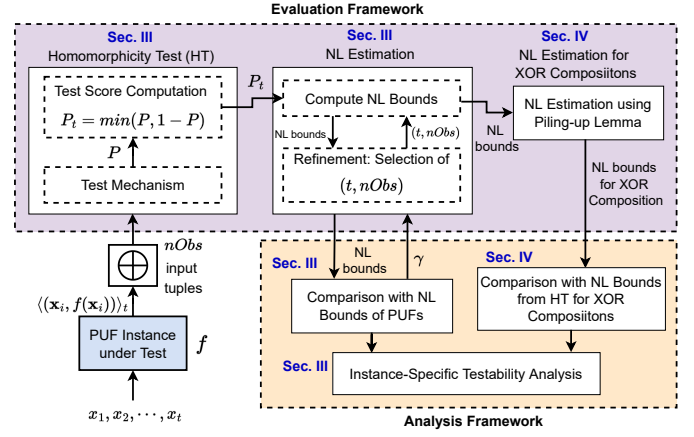 Evaluation Framework
Sec. III
Homomorphicity Test (HT)
Test Score Computation
P_t = min(P, 1 − P)
P
Test Mechanism
P_t
Sec. III
NL Estimation
Compute NL Bounds
NL bounds
(t, nObs)
Refinement: Selection of
(t, nObs)
NL
bounds
Sec. IV
NL Estimation for
XOR Compositons
NL Estimation using
Piling-up Lemma
NL bounds
for XOR
Composition
nObs
input
tuples
⟨(x_i, f(x_i))⟩_t
PUF Instance
under Test
f
x_1, x_2, ⋯, x_t
Sec. III
NL
bounds
γ
Comparison with NL
Bounds of PUFs
Sec. IV
Comparison with NL Bounds
from HT for XOR
Compositons
Sec. III
Instance-Specific Testability Analysis
Analysis Framework